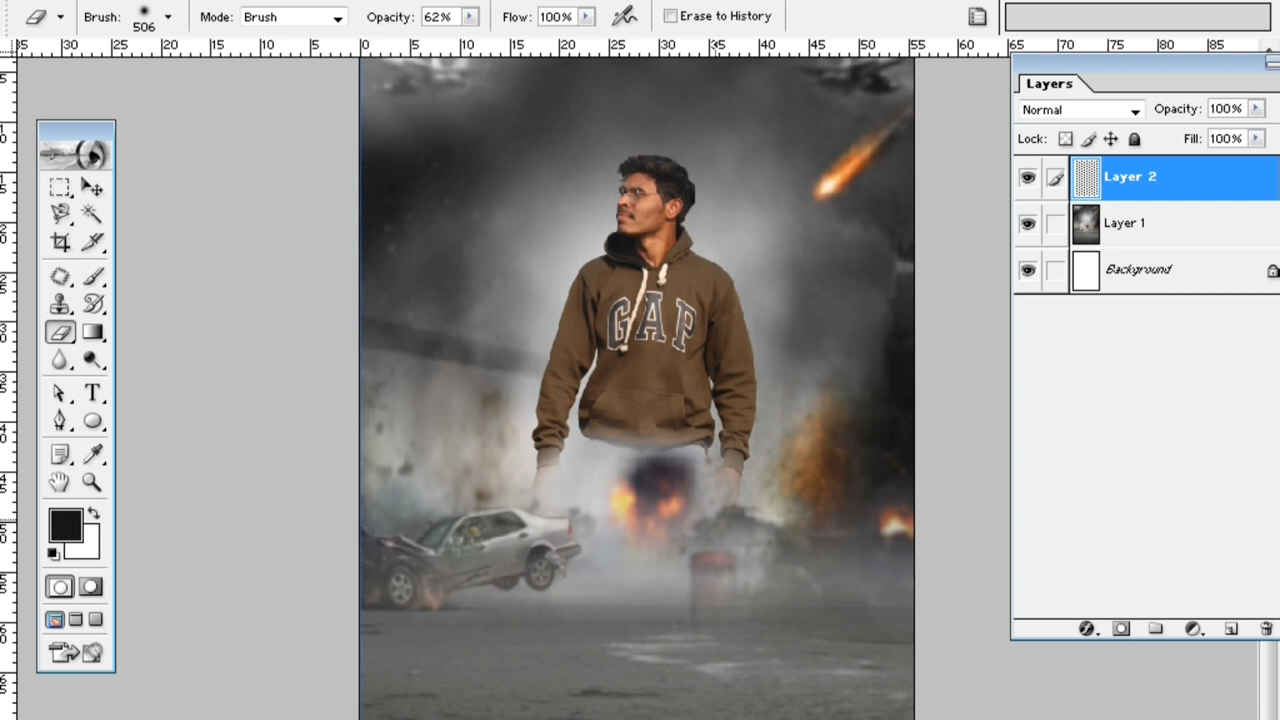 Brush: 506 Mode: Brush Opacity: 62% Flow: 100% Erase to History
35 30 25 20 15 10 5 0 5 10 15 20 25 30 35 40 45 50 55 60 65 70 75 80 85
Layers
Normal Opacity: 100%
Lock: Fill: 100%
Layer 2
Layer 1
Background
GAP
T